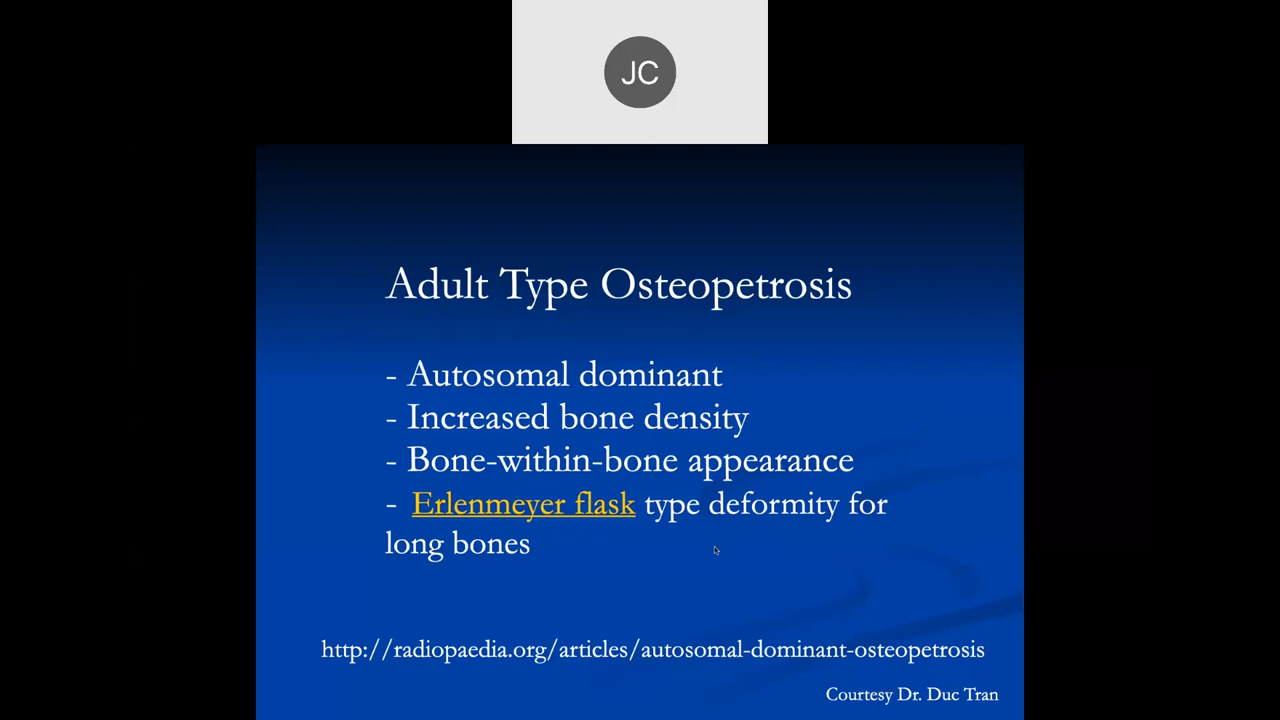 JC
Adult Type Osteopetrosis
- Autosomal dominant
- Increased bone density
- Bone-within-bone appearance
- Erlenmeyer flask type deformity for
long bones
http://radiopaedia.org/articles/autosomal-dominant-osteopetrosis
Courtesy Dr. Duc Tran